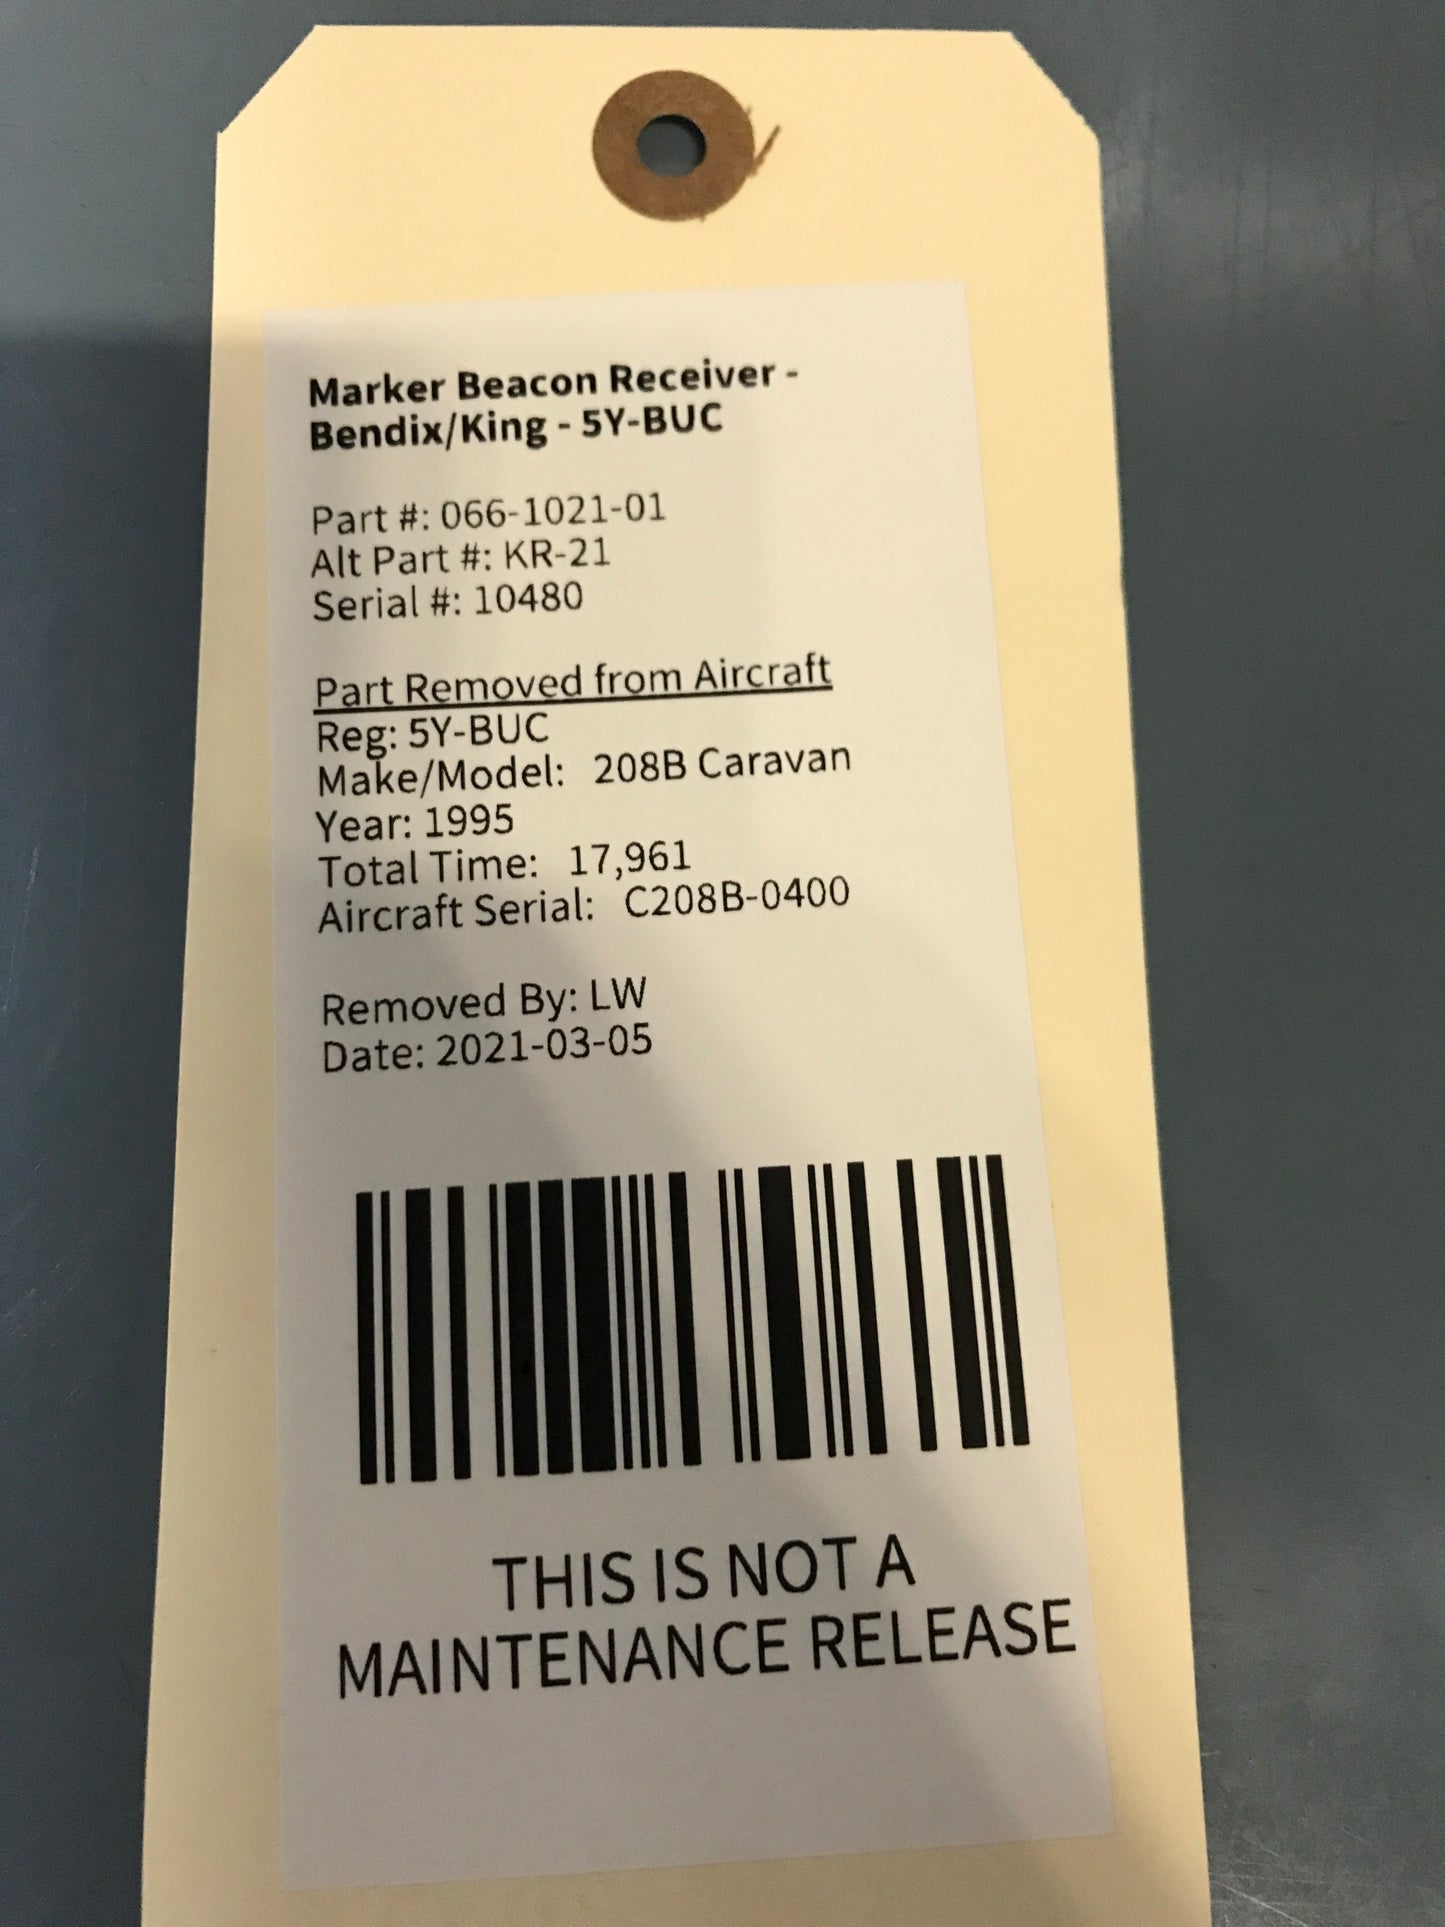 Marker Beacon Receiver -
Bendix/King - 5Y-BUC
Part #: 066-1021-01
Alt Part #: KR-21
Serial #: 10480
Part Removed from Aircraft
Reg: 5Y-BUC
Make/Model: 208B Caravan
Year: 1995
Total Time: 17,961
Aircraft Serial: C208B-0400
Removed By: LW
Date: 2021-03-05
THIS IS NOT A
MAINTENANCE RELEASE